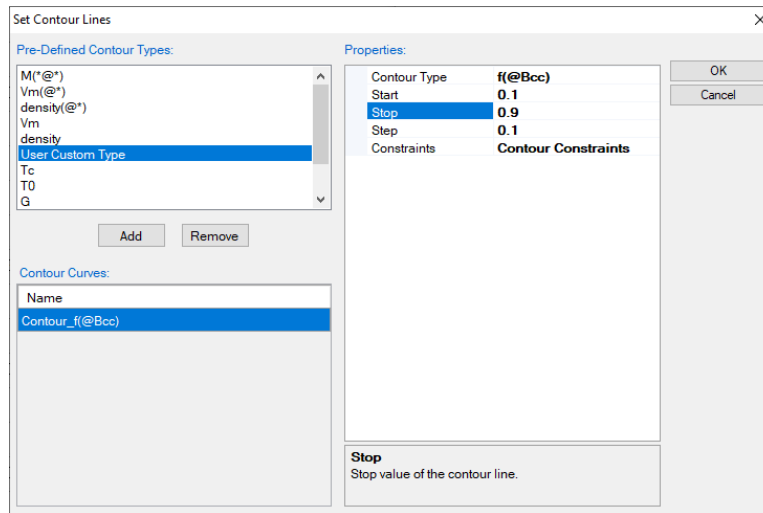 Set Contour Lines
Pre-Defined Contour Types:
M(*@*)
Vm(@*)
density(@*)
Vm
density
User Custom Type
Tc
T0
G
Add Remove
Contour Curves:
Name
Contour_f(@Bcc)
Properties:
Contour Type f(@Bcc)
Start 0.1
Stop 0.9
Step 0.1
Constraints Contour Constraints
Stop
Stop value of the contour line.
OK
Cancel